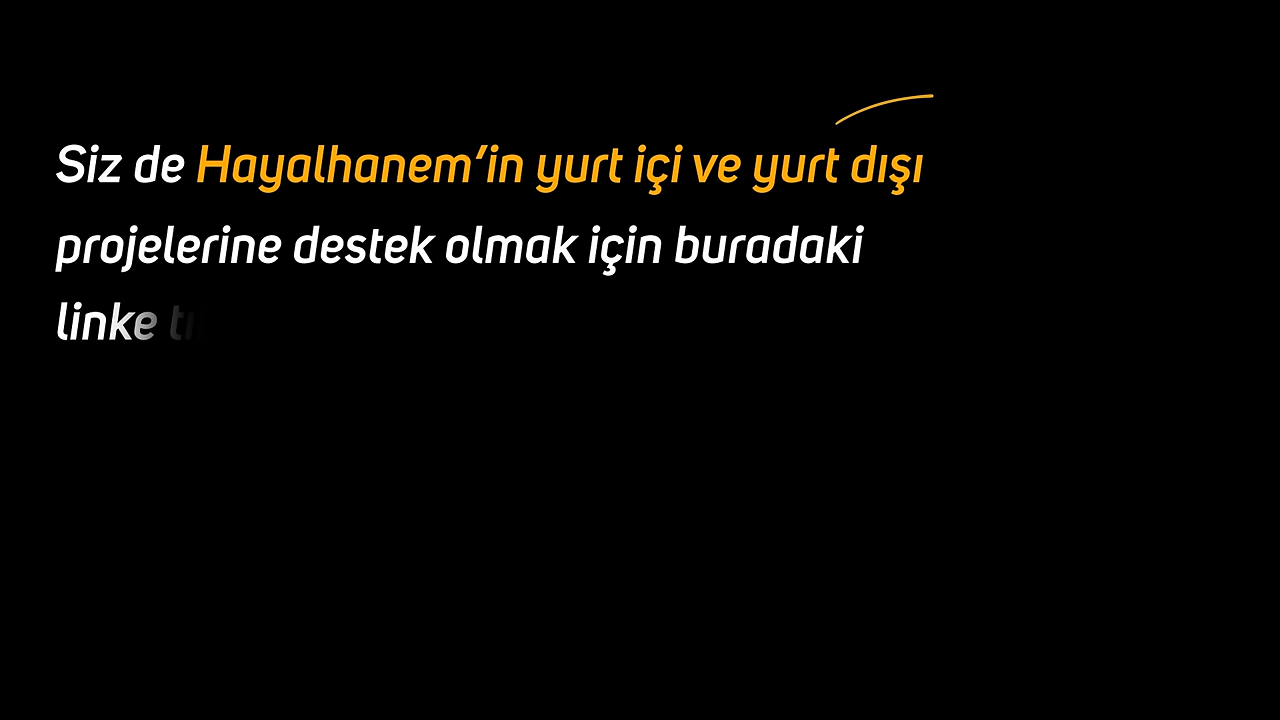 Siz de Hayalhanem’in yurt içi ve yurt dışı
projelerine destek olmak için buradaki
linke